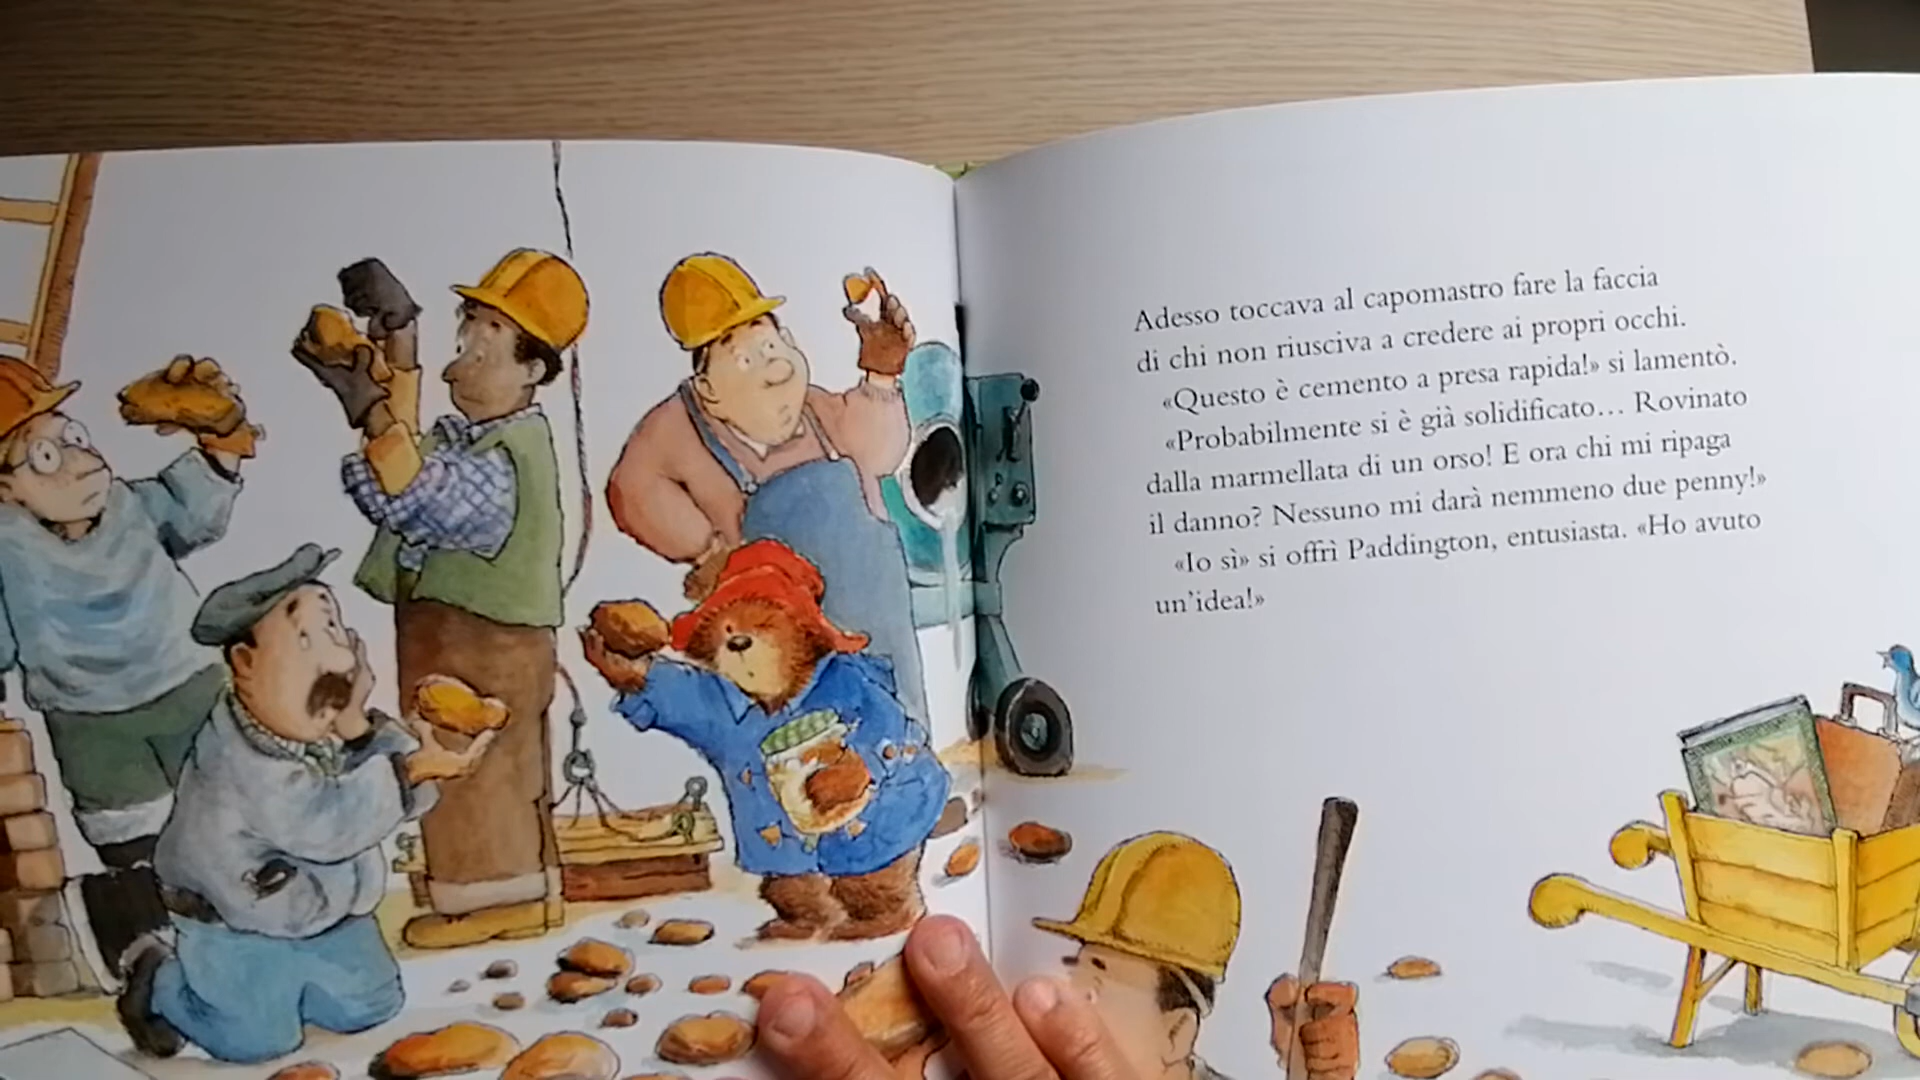 Adesso toccava al capomastro fare la faccia
di chi non riusciva a credere ai propri occhi.
«Questo è cemento a presa rapida!» si lamentò.
«Probabilmente si è già solidificato… Rovinato
dalla marmellata di un orso! E ora chi mi ripaga
il danno? Nessuno mi darà nemmeno due penny!»
«Io sì» si offrì Paddington, entusiasta. «Ho avuto
un’idea!»